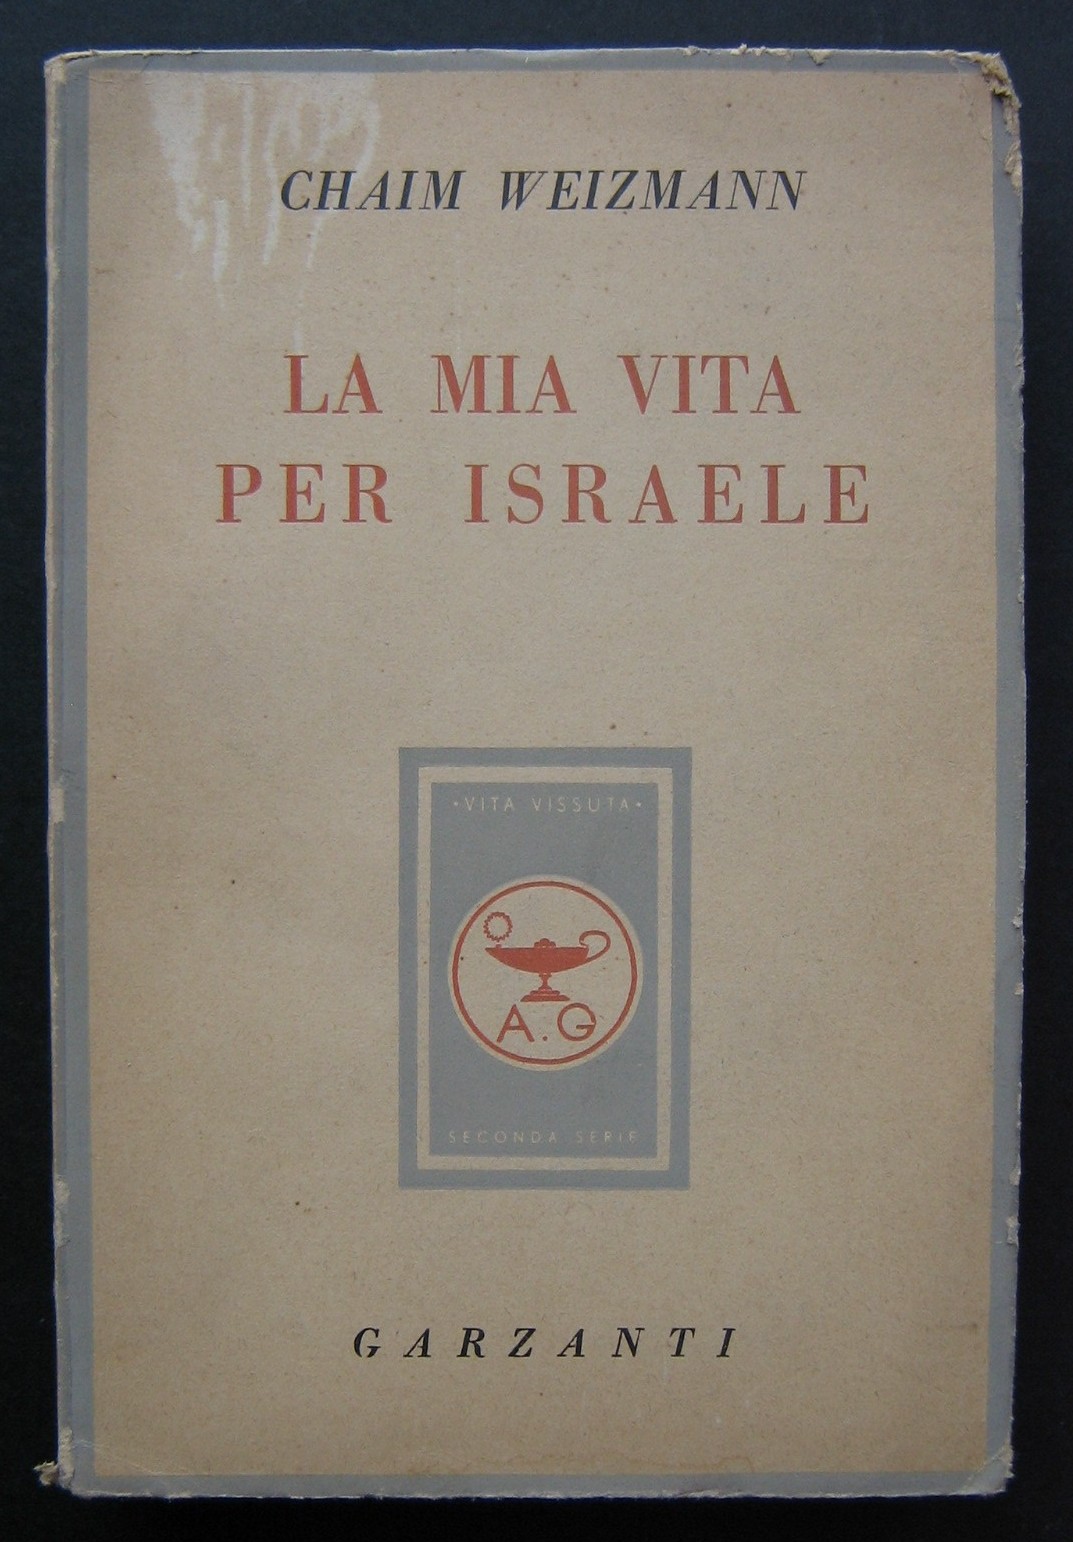 CHAIM WEIZMANN
LA MIA VITA
PER ISRAELE
•VITA VISSUTA•
A.G
SECONDA SERIE
GARZANTI